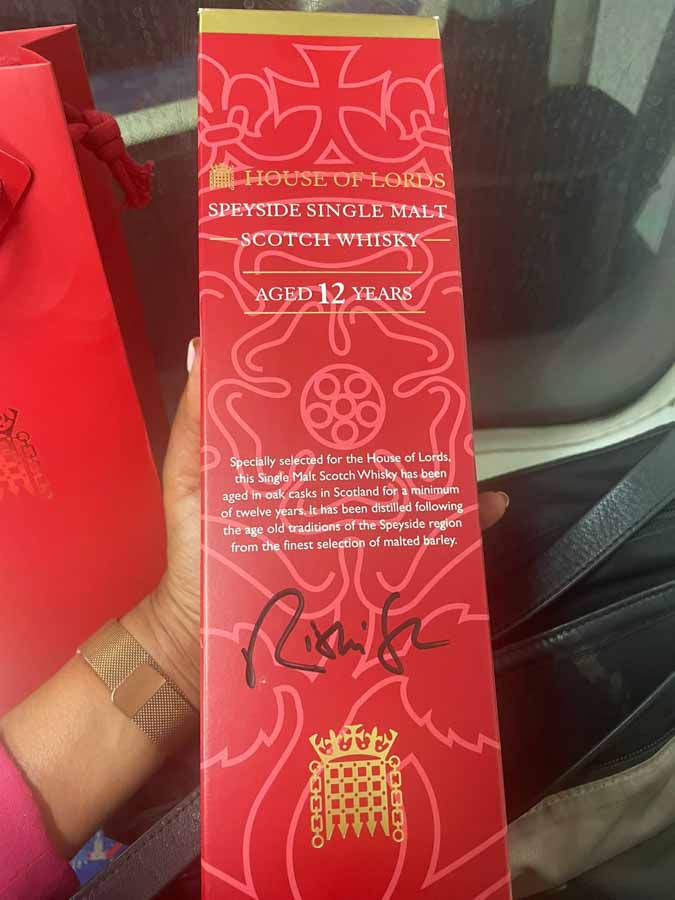 HOUSE OF LORDS
SPEYSIDE SINGLE MALT
SCOTCH WHISKY
AGED 12 YEARS
Specially selected for the House of Lords,
this Single Malt Scotch Whisky has been
aged in oak casks in Scotland for a minimum
of twelve years. It has been distilled following
the age old traditions of the Speyside region
from the finest selection of malted barley.
Rishi